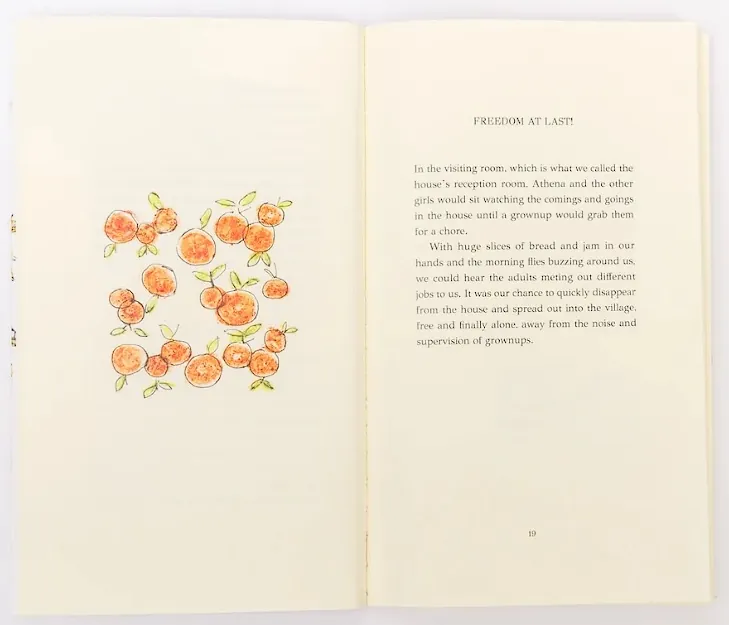 FREEDOM AT LAST!
In the visiting room, which is what we called the
house's reception room, Athena and the other
girls would sit watching the comings and goings
in the house until a grownup would grab them
for a chore.
With huge slices of bread and jam in our
hands and the morning flies buzzing around us,
we could hear the adults meting out different
jobs to us. It was our chance to quickly disappear
from the house and spread out into the village,
free and finally alone, away from the noise and
supervision of grownups.
19